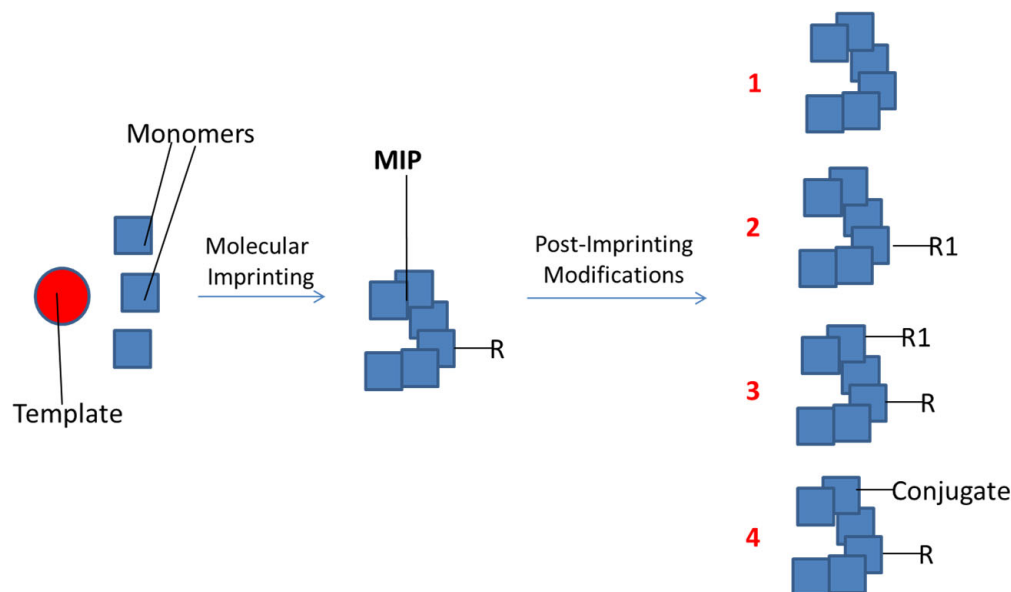 Monomers
Template
Molecular
Imprinting
MIP
R
Post-Imprinting
Modifications
1
2
R1
3
R1
R
4
Conjugate
R